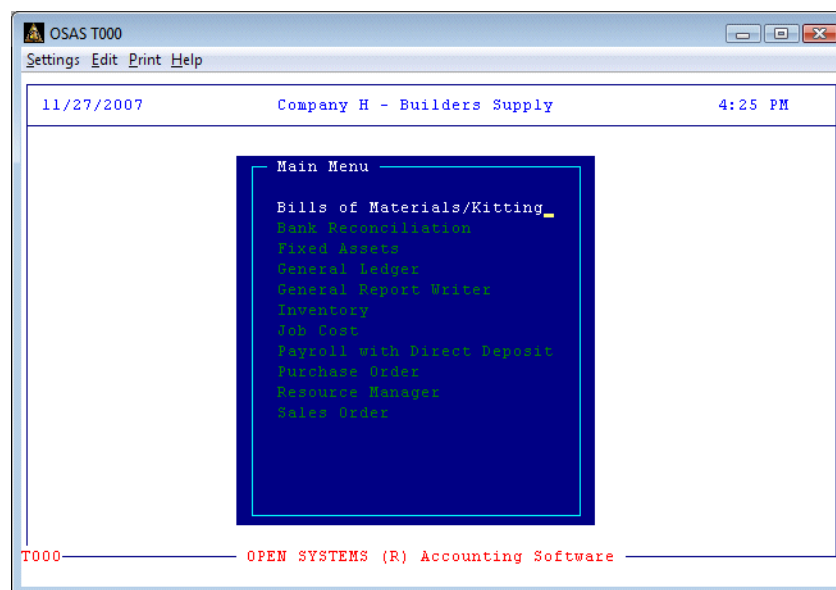 OSAS T000
Settings Edit Print Help
11/27/2007 Company H - Builders Supply 4:25 PM
Main Menu
Bills of Materials/Kitting
Bank Reconciliation
Fixed Assets
General Ledger
General Report Writer
Inventory
Job Cost
Payroll with Direct Deposit
Purchase Order
Resource Manager
Sales Order
T000 OPEN SYSTEMS (R) Accounting Software